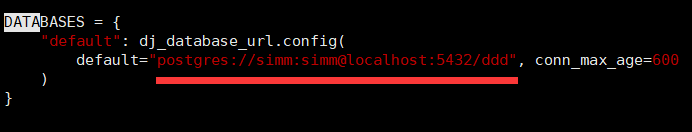 DATABASES = {
    "default": dj_database_url.config(
        default="postgres://simm:simm@localhost:5432/ddd", conn_max_age=600
    )
}